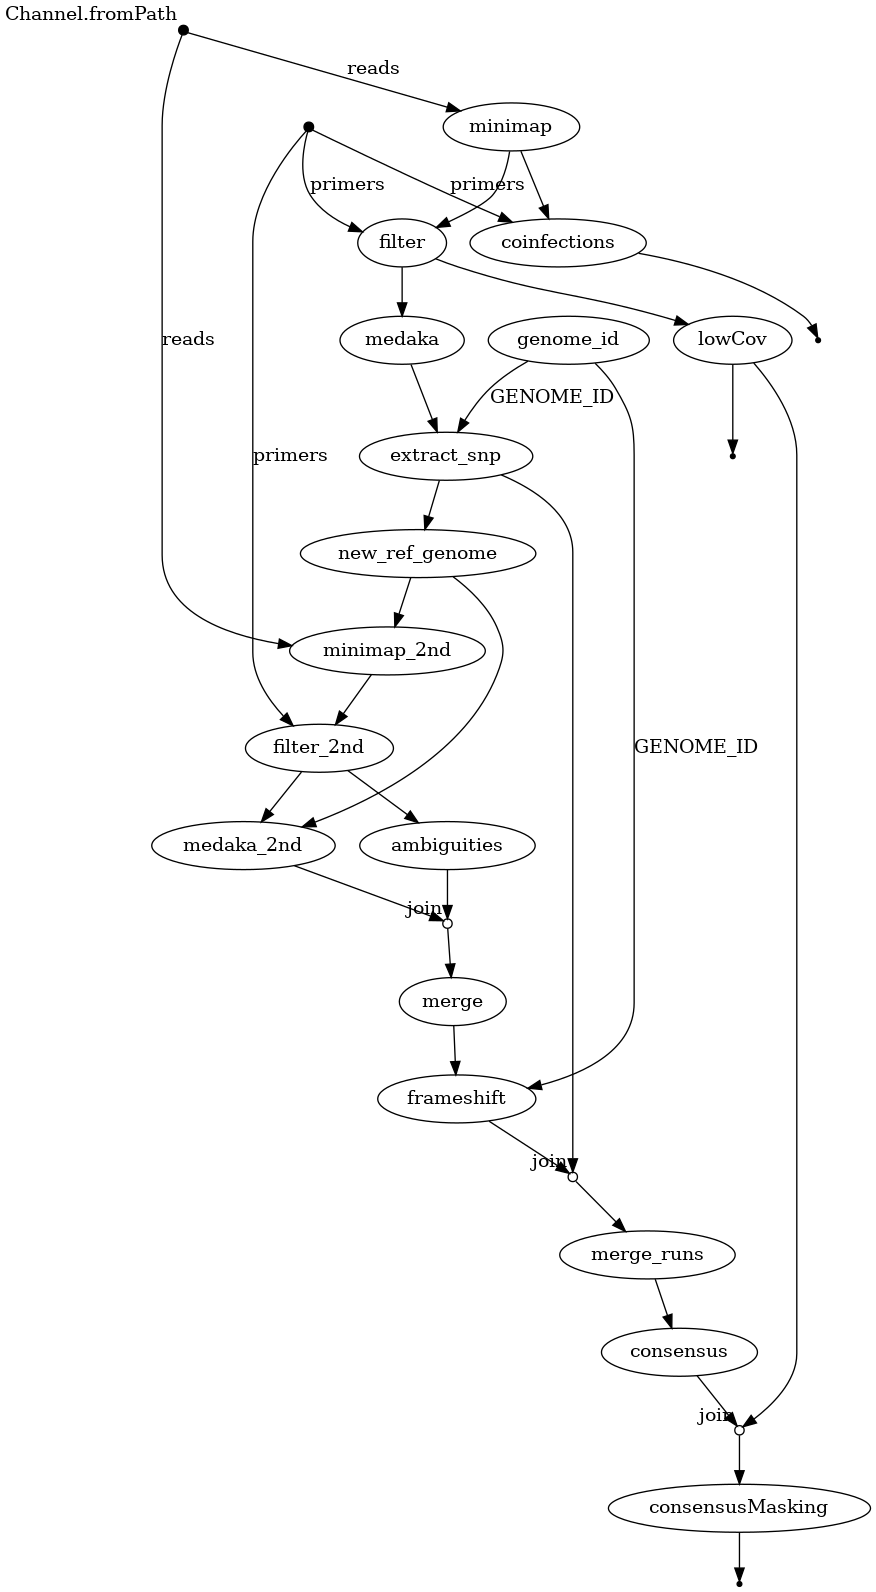 Channel.fromPath
reads
minimap
primers
primers
filter
coinfections
reads
medaka
genome_id
lowCov
GENOME_ID
primers
extract_snp
new_ref_genome
minimap_2nd
filter_2nd
GENOME_ID
medaka_2nd
ambiguities
join
merge
frameshift
join
merge_runs
consensus
join
consensusMasking